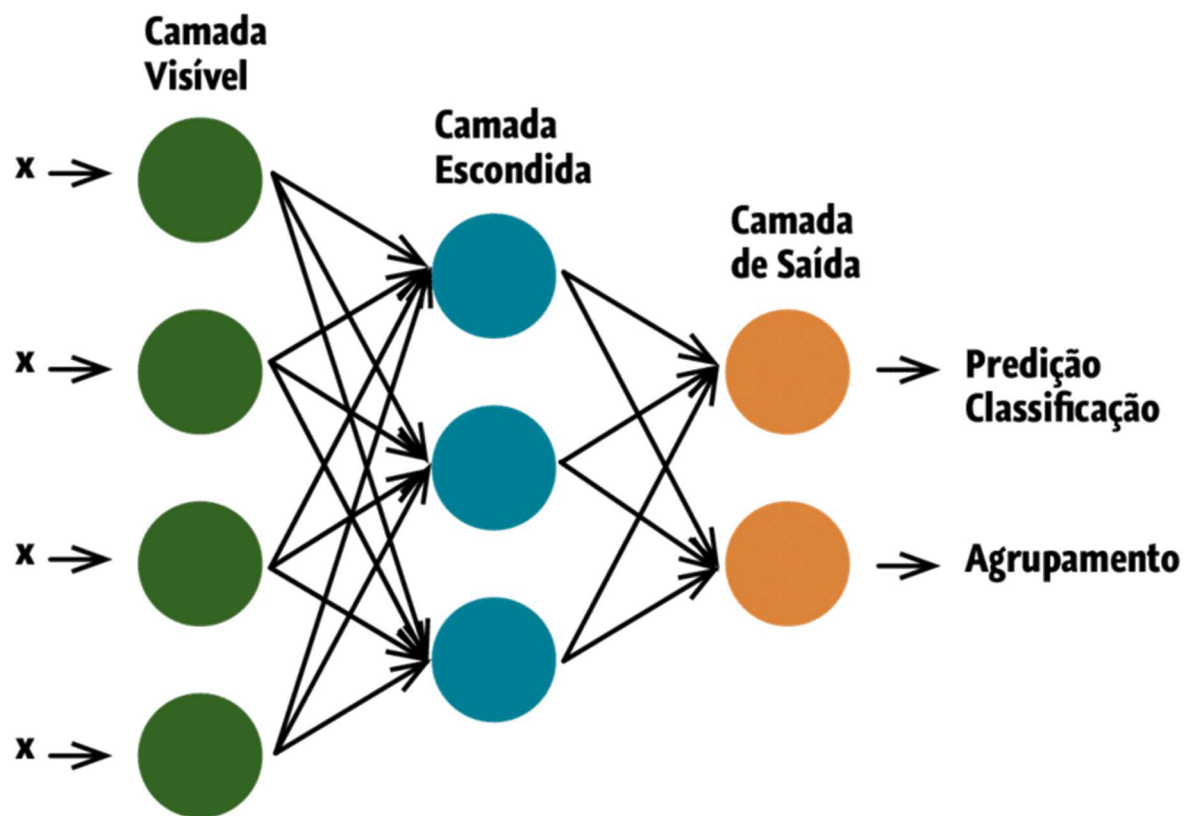 Camada
Visível
Camada
Escondida
Camada
de Saída
x
x
x
x
Predição
Classificação
Agrupamento